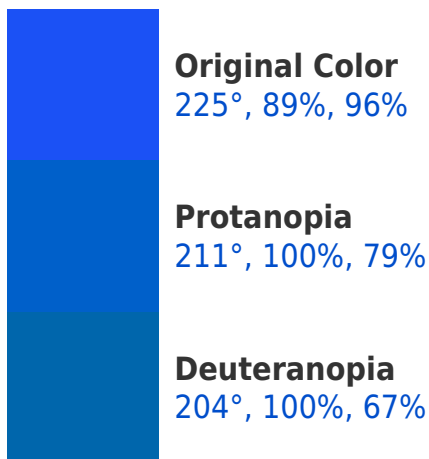 Original Color
225°, 89%, 96%
Protanopia
211°, 100%, 79%
Deuteranopia
204°, 100%, 67%